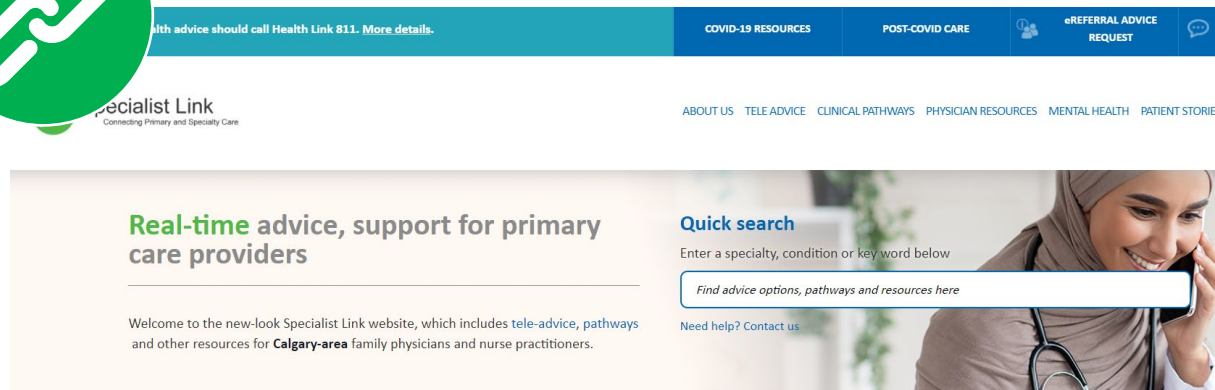 advice should call Health Link 811. More details.
COVID-19 RESOURCES
POST-COVID CARE
eREFERRAL ADVICE
REQUEST
Link
Connecting Primary and Specialty Care
ABOUT US TELE ADVICE CLINICAL PATHWAYS PHYSICIAN RESOURCES MENTAL HEALTH PATIENT
Real-time advice, support for primary
care providers
Welcome to the new-look Specialist Link website, which includes tele-advice, pathways
and other resources for Calgary-area family physicians and nurse practitioners.
Quick search
Enter a specialty, condition or key word below
Find advice options, pathways and resources here
Need help? Contact us